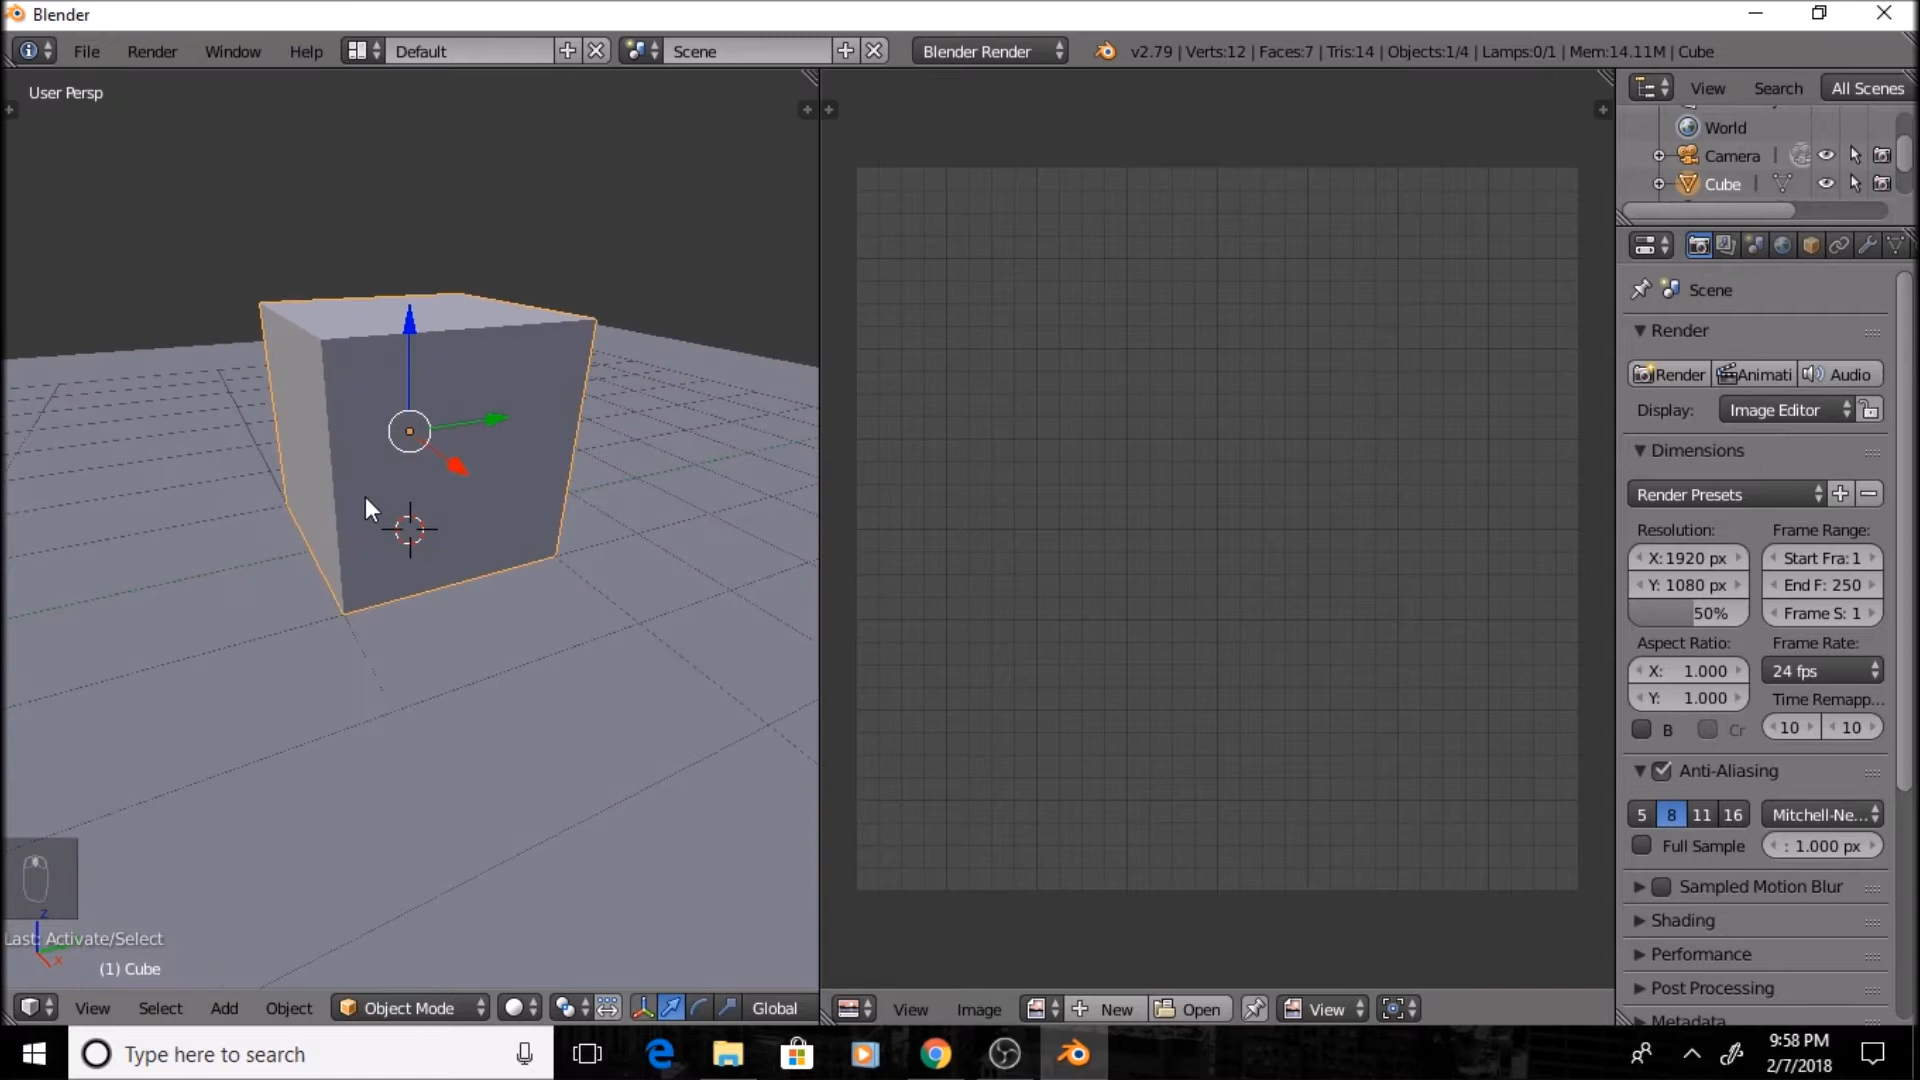 Blender
File Render Window Help Default Scene Blender Render v2.79 | Verts:12 | Faces:7 | Tris:14 | Objects:1/4 | Lamps:0/1 | Mem:14.11M | Cube
User Persp
View Search All Scenes
World
Camera
Cube
Scene
Render
Render Animati Audio
Display: Image Editor
Dimensions
Render Presets
Resolution: Frame Range:
X: 1920 px Start Fra: 1
Y: 1080 px End F: 250
50% Frame S: 1
Aspect Ratio: Frame Rate:
X: 1.000 24 fps
Y: 1.000 Time Remapp...
B Cr 10 10
Anti-Aliasing
5 8 11 16 Mitchell-Ne...
Full Sample : 1.000 px
Sampled Motion Blur
Shading
Performance
Post Processing
Metadata
z
Last: Activate/Select
x
(1) Cube
View Select Add Object Object Mode Global
View Image New Open View
Type here to search
9:58 PM
2/7/2018